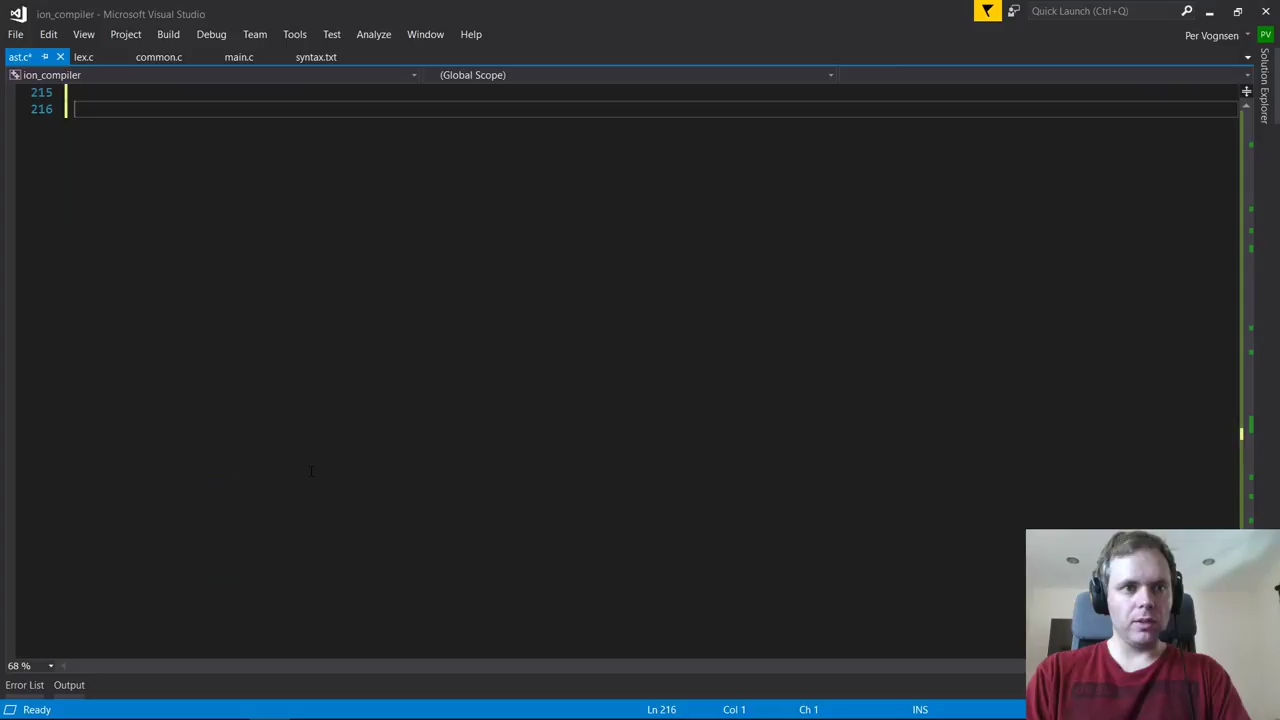 ion_compiler - Microsoft Visual Studio
Quick Launch (Ctrl+Q)
File Edit View Project Build Debug Team Tools Test Analyze Window Help
Per Vognsen
PV
ast.c* lex.c common.c main.c syntax.txt
ion_compiler
(Global Scope)
Solution Explorer
215
216
68 %
Error List Output
Ready
Ln 216 Col 1 Ch 1 INS